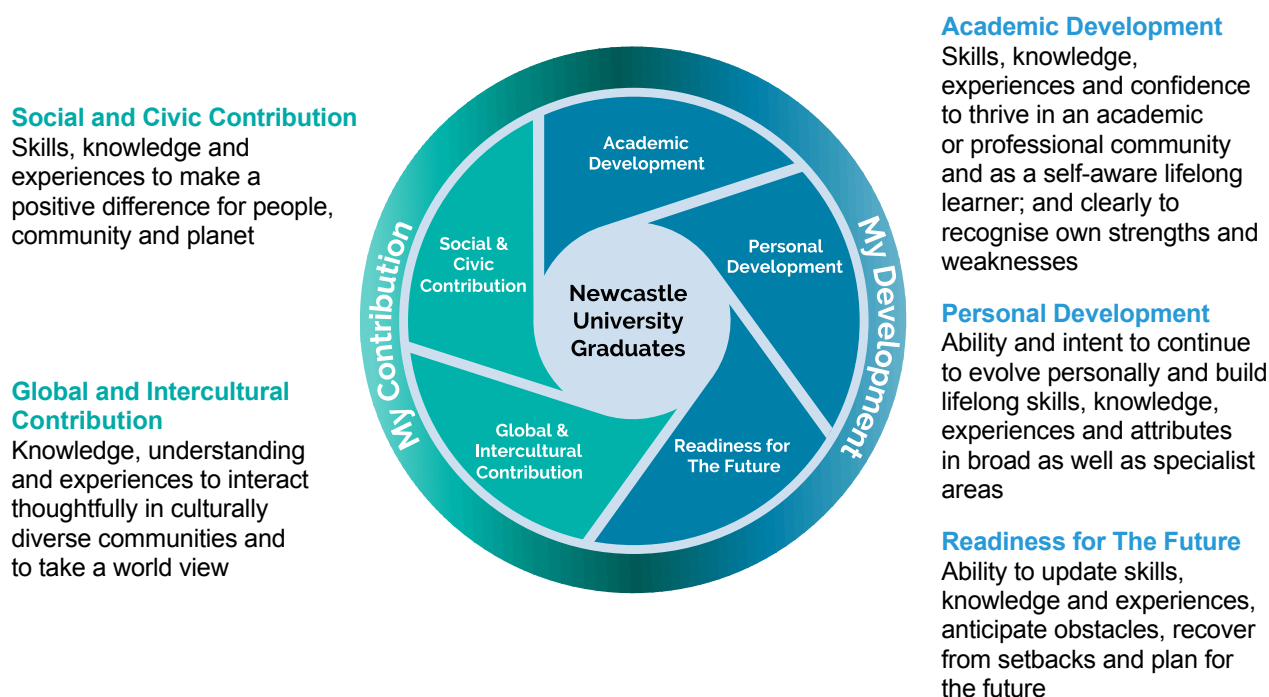 Social and Civic Contribution
Skills, knowledge and
experiences to make a
positive difference for people,
community and planet
Global and Intercultural
Contribution
Knowledge, understanding
and experiences to interact
thoughtfully in culturally
diverse communities and
to take a world view
My Contribution
My Development
Academic
Development
Personal
Development
Readiness for
The Future
Global &
Intercultural
Contribution
Social &
Civic
Contribution
Newcastle
University
Graduates
Academic Development
Skills, knowledge,
experiences and confidence
to thrive in an academic
or professional community
and as a self-aware lifelong
learner; and clearly to
recognise own strengths and
weaknesses
Personal Development
Ability and intent to continue
to evolve personally and build
lifelong skills, knowledge,
experiences and attributes
in broad as well as specialist
areas
Readiness for The Future
Ability to update skills,
knowledge and experiences,
anticipate obstacles, recover
from setbacks and plan for
the future